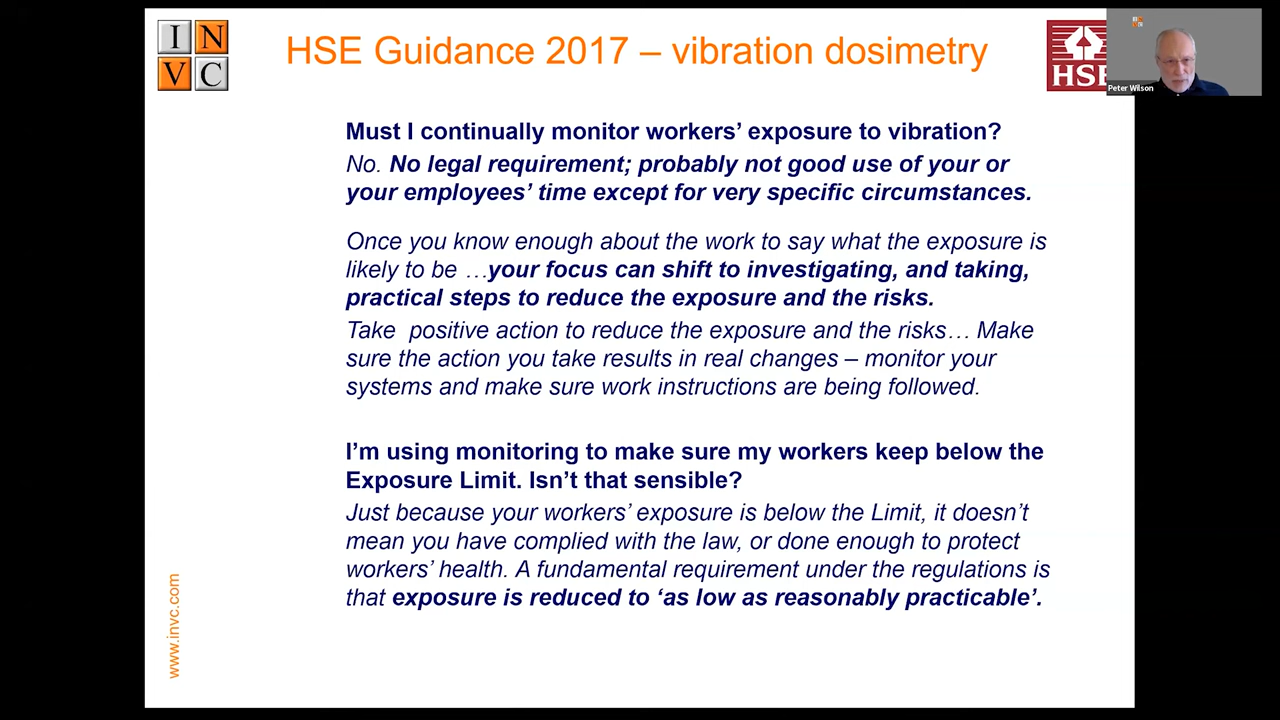 I N
V C
HSE Guidance 2017 – vibration dosimetry
HSE
Peter Wilson
Must I continually monitor workers’ exposure to vibration?
No. No legal requirement; probably not good use of your or
your employees’ time except for very specific circumstances.
Once you know enough about the work to say what the exposure is
likely to be …your focus can shift to investigating, and taking,
practical steps to reduce the exposure and the risks.
Take positive action to reduce the exposure and the risks… Make
sure the action you take results in real changes – monitor your
systems and make sure work instructions are being followed.
I’m using monitoring to make sure my workers keep below the
Exposure Limit. Isn’t that sensible?
Just because your workers’ exposure is below the Limit, it doesn’t
mean you have complied with the law, or done enough to protect
workers’ health. A fundamental requirement under the regulations is
that exposure is reduced to ‘as low as reasonably practicable’.
www.invc.com